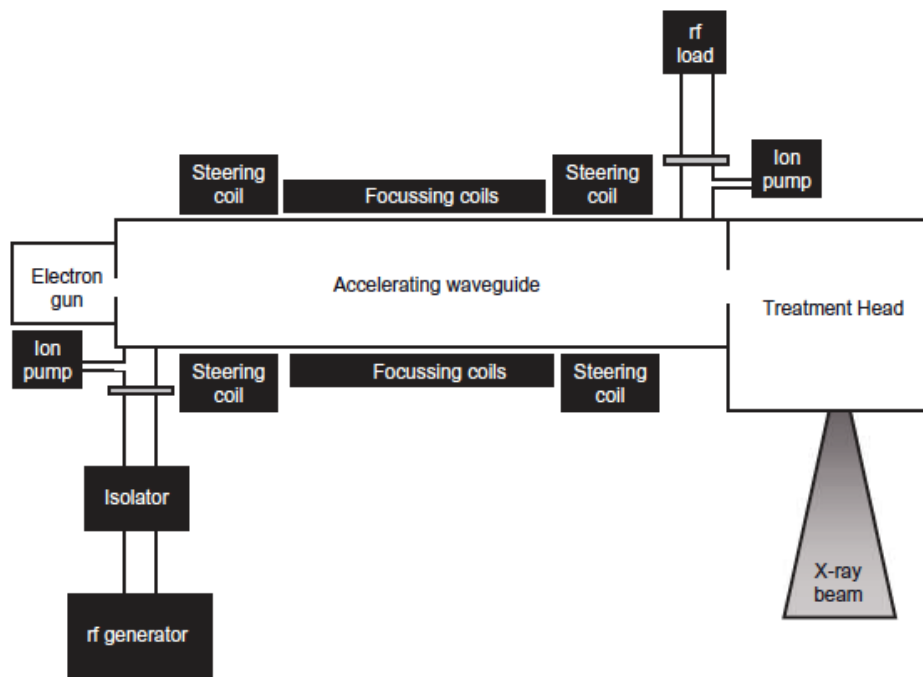 rf
load
Ion
pump
Steering
coil
Focussing coils
Steering
coil
Electron
gun
Accelerating waveguide
Treatment Head
Ion
pump
Steering
coil
Focussing coils
Steering
coil
Isolator
X-ray
beam
rf generator